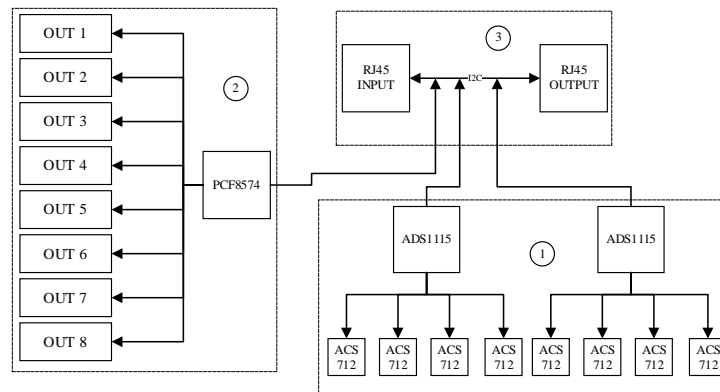 OUT 1
OUT 2
OUT 3
OUT 4
OUT 5
OUT 6
OUT 7
OUT 8
2
PCF8574
3
RJ45
INPUT
I2C
RJ45
OUTPUT
ADS1115
1
ADS1115
ACS
712
ACS
712
ACS
712
ACS
712
ACS
712
ACS
712
ACS
712
ACS
712